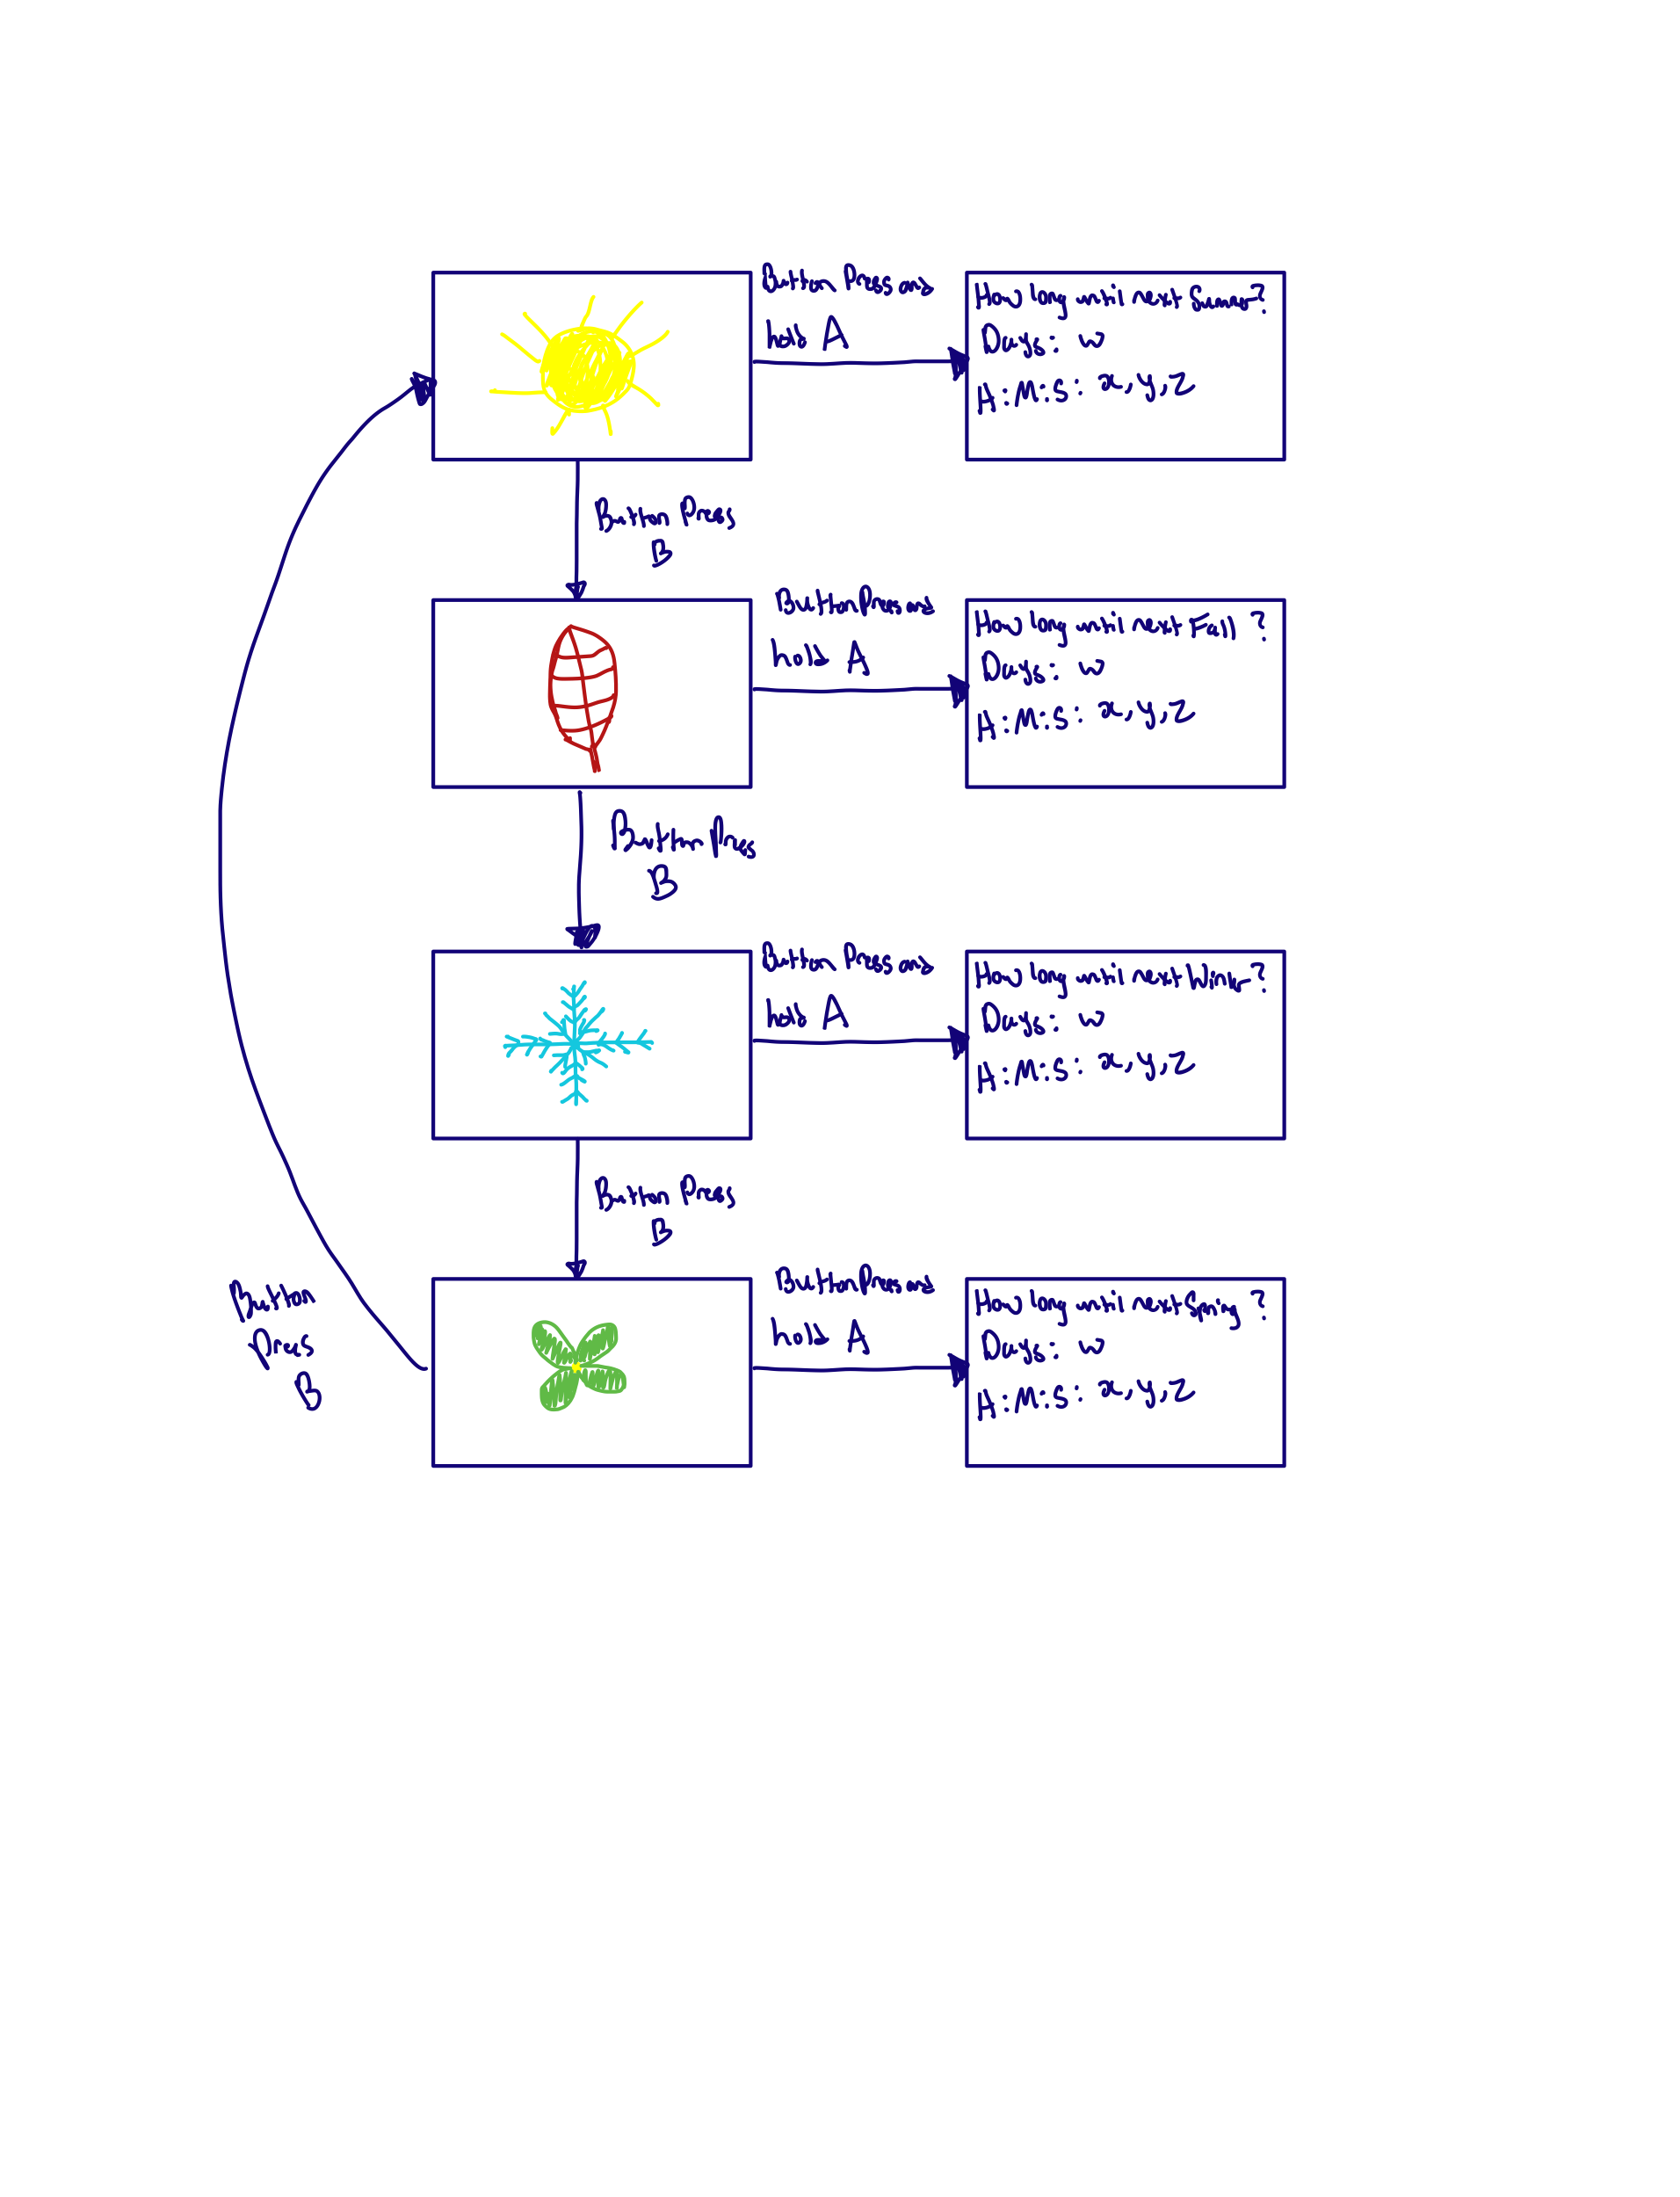 Button Press and
hold A
How long until next Summer?
Days: w
H:M:S: x,y,z
Button Press
B
Button Press and
hold A
How long until next Fall?
Days: w
H:M:S: x,y,z
Button Press
B
Button Press and
hold A
How long until next Winter?
Days: w
H:M:S: x,y,z
Button Press
B
Button Press and
hold A
How long until next Spring?
Days: w
H:M:S: x,y,z
Button
Press
B